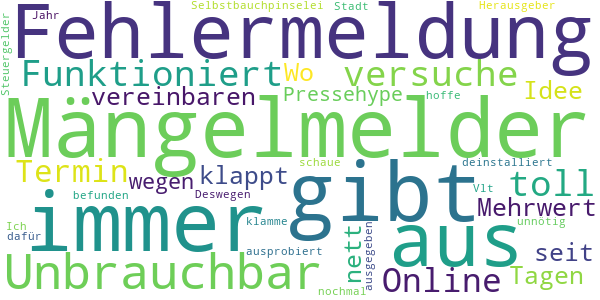 Selbstbauchpinselei Stadt Herausgeber
Jahr
Steuergelder
Fehlermeldung
Funktioniert Wo versuche
vereinbaren Pressehype hoffe Idee
Mängelmelder
Termin wegen klappt schaue deinstalliert toll
befunden Deswegen gibt Vlt Mehrwert
Ich immer klamme aus unnötig
dafür ausprobiert nett ausgegeben seit
Unbrauchbar Online Tagen
nochmal